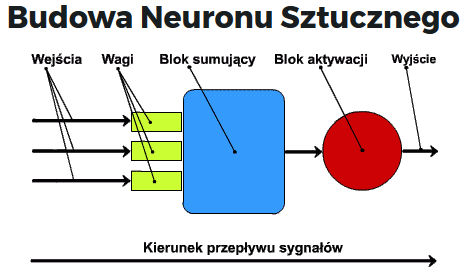 Budowa Neuronu Sztucznego
Wejścia Wagi Blok sumujący Blok aktywacji Wyjście
Kierunek przepływu sygnałów